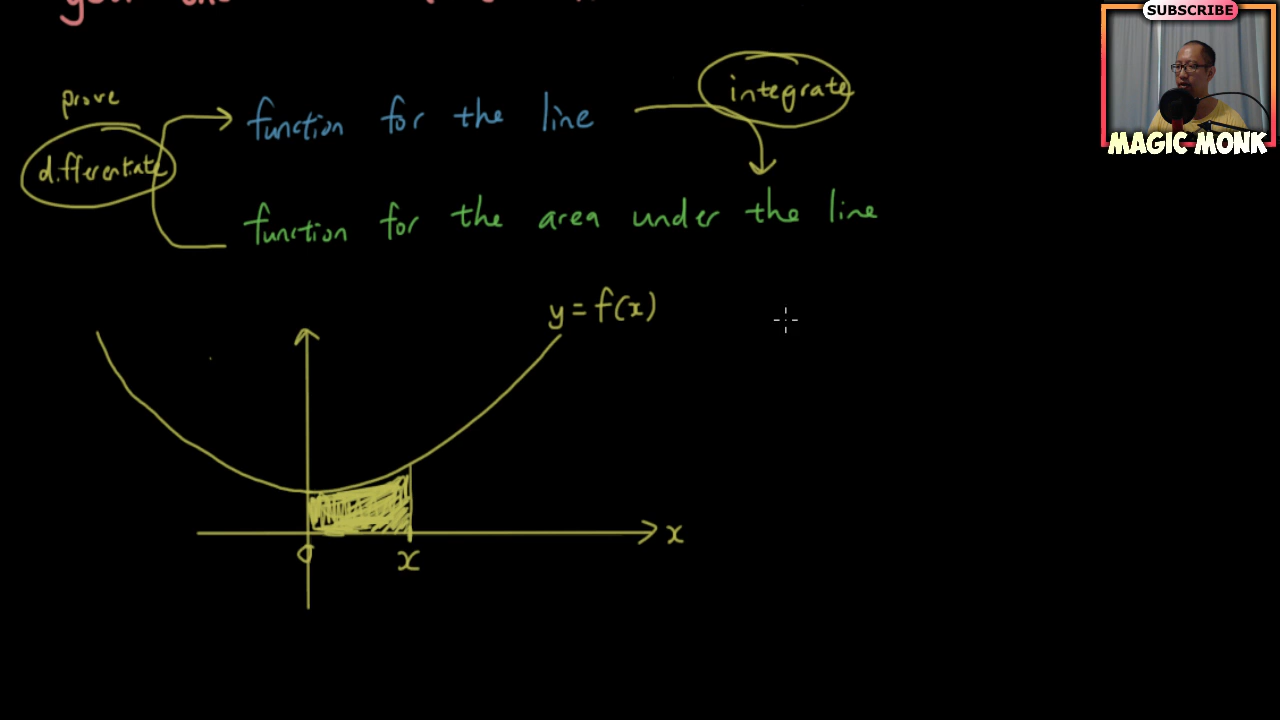 SUBSCRIBE
MAGIC MONK
prove
integrate
function for the line
differentiate
function for the area under the line
y = f(x)
x
0
x